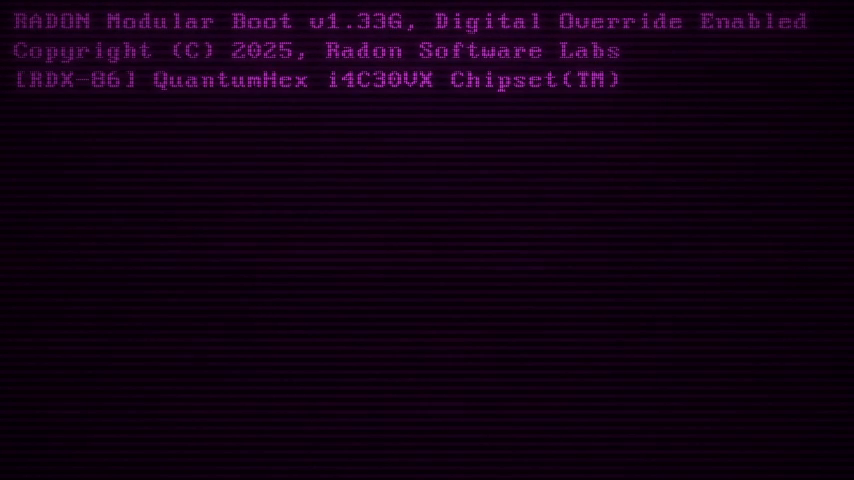 RADON Modular Boot v1.33G, Digital Override Enabled
Copyright (C) 2025, Radon Software Labs
[RDX-86] QuantumHex i4C30VX Chipset(TM)